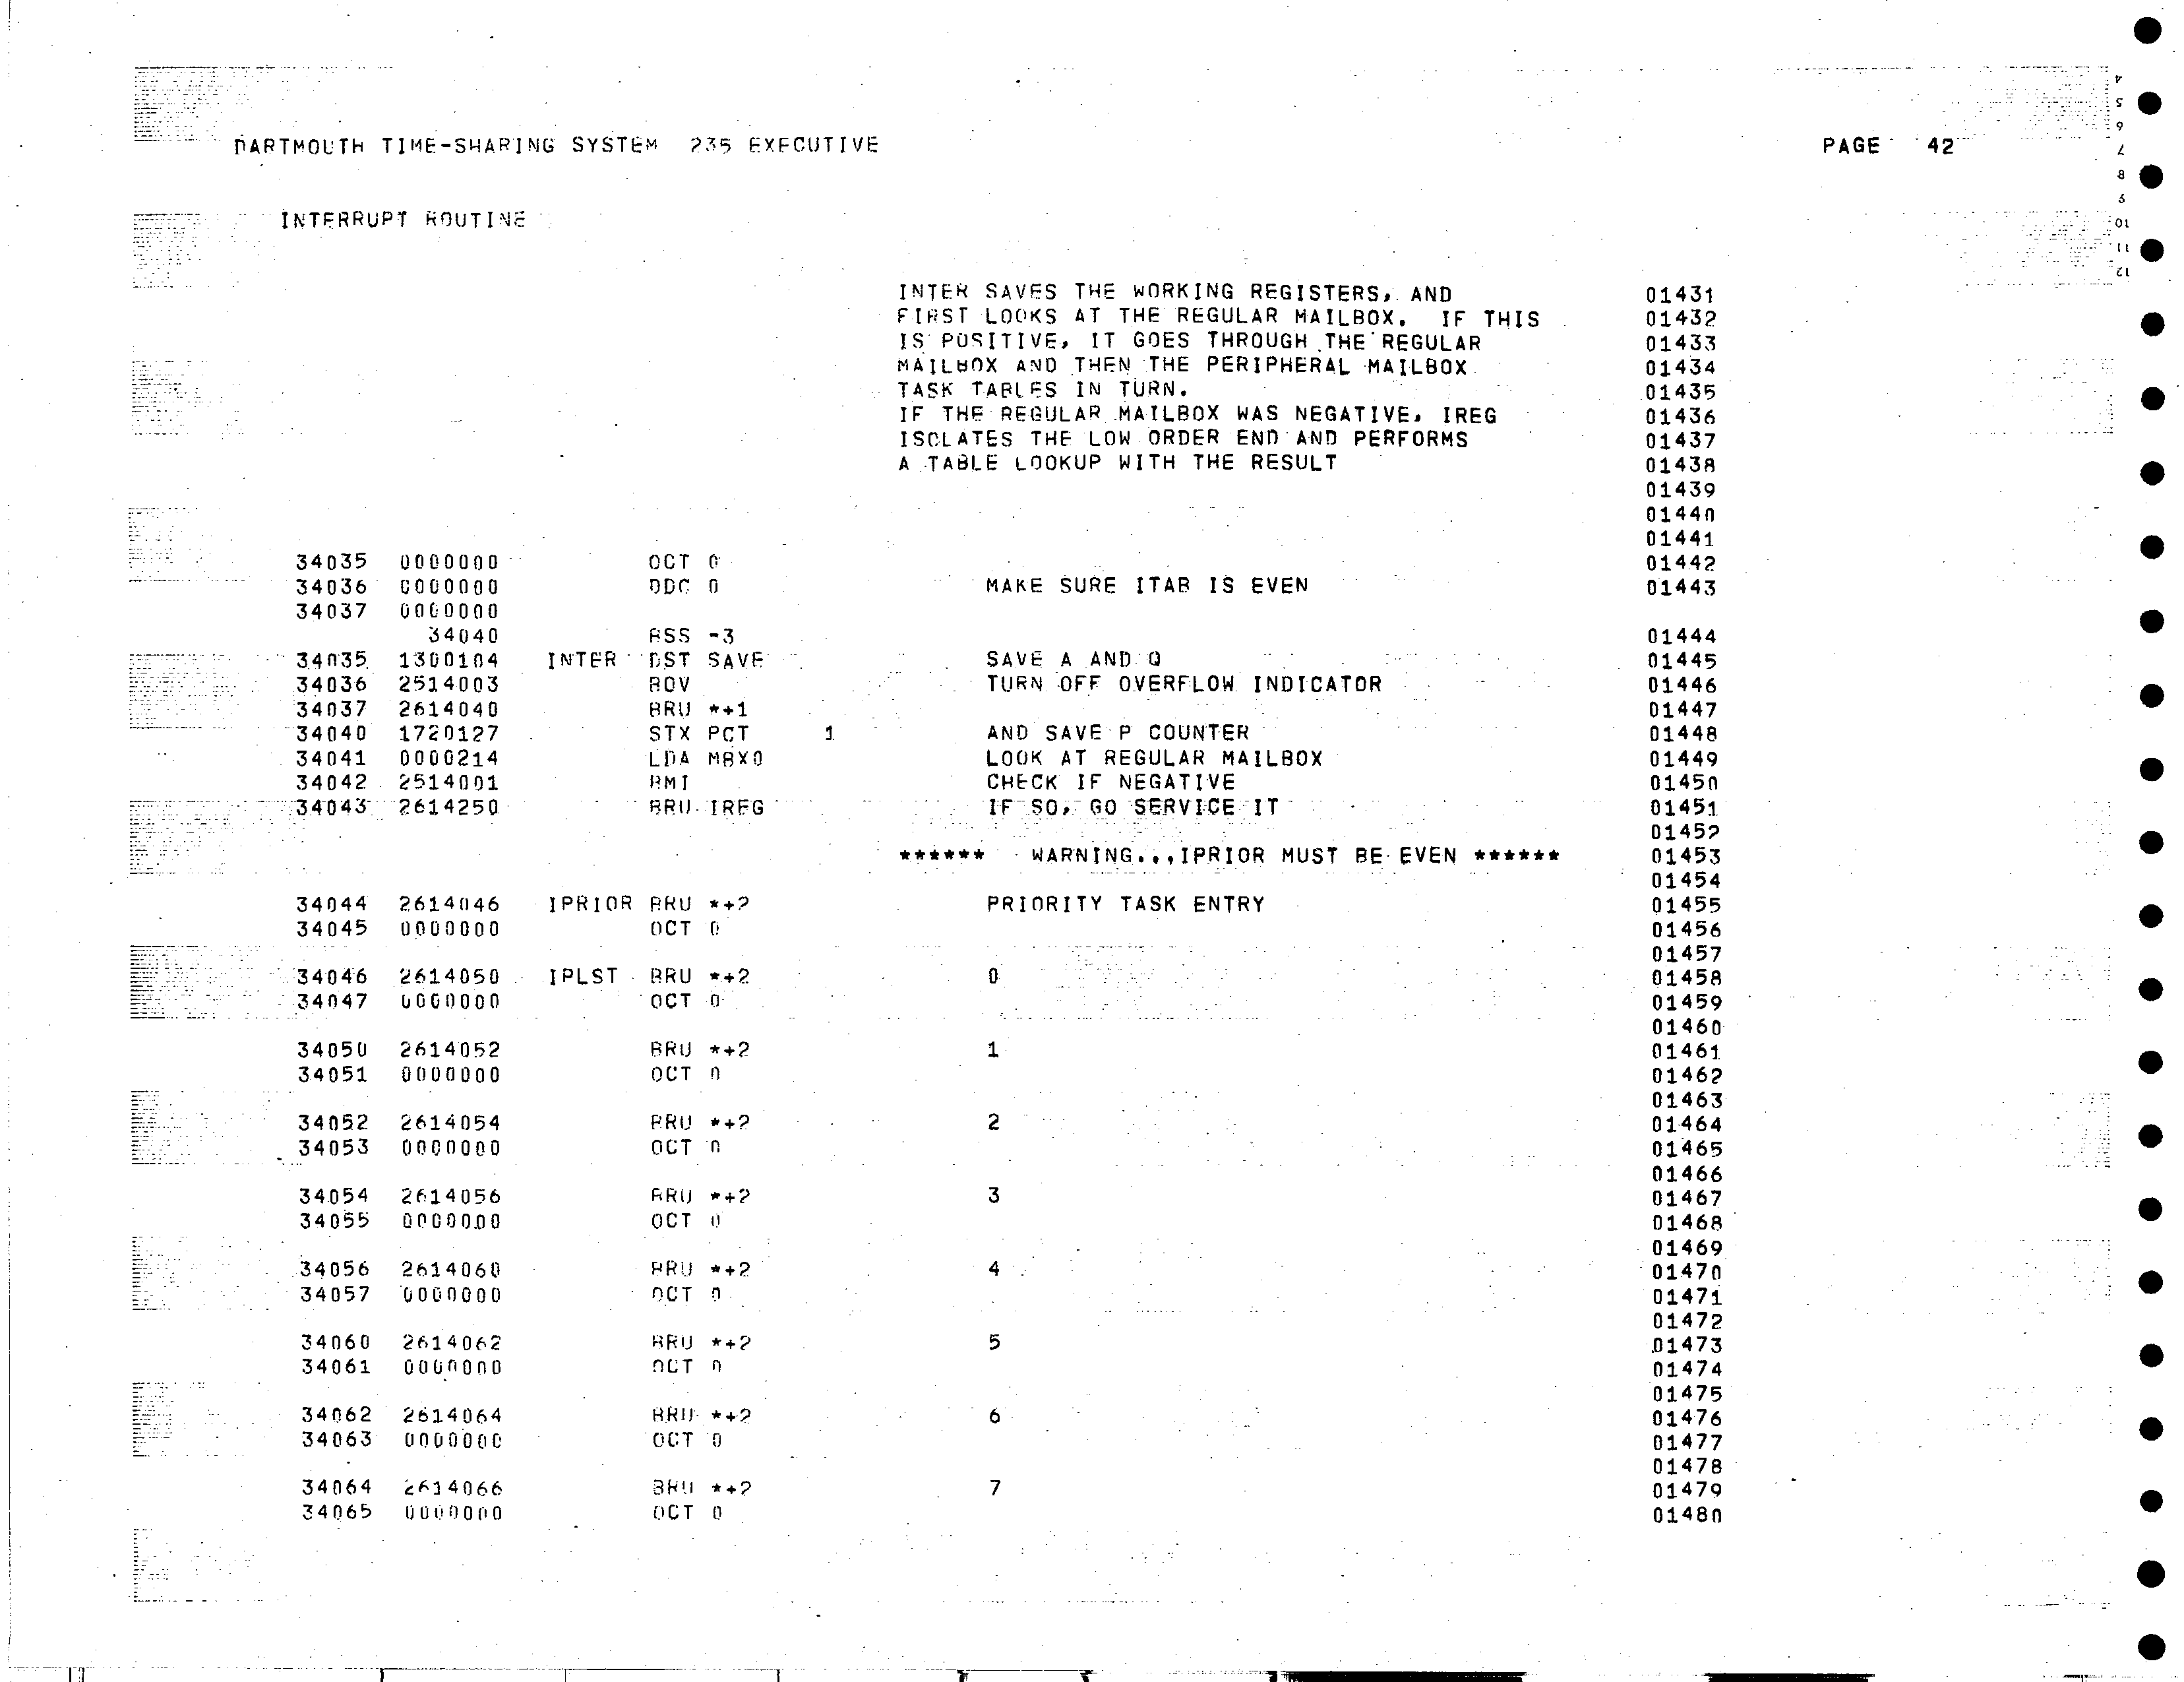 DARTMOUTH TIME-SHARING SYSTEM 235 EXECUTIVE PAGE 42
INTERRUPT ROUTINE
INTER SAVES THE WORKING REGISTERS, AND 01431
FIRST LOOKS AT THE REGULAR MAILBOX. IF THIS 01432
IS POSITIVE, IT GOES THROUGH THE REGULAR 01433
MAILBOX AND THEN THE PERIPHERAL MAILBOX 01434
TASK TABLES IN TURN. 01435
IF THE REGULAR MAILBOX WAS NEGATIVE, IREG 01436
ISOLATES THE LOW ORDER END AND PERFORMS 01437
A TABLE LOOKUP WITH THE RESULT 01438
01439
01440
01441
34035 0000000 OCT 0 01442
34036 0000000 DDC 0 MAKE SURE ITAB IS EVEN 01443
34037 0000000
34040 BSS -3 01444
34035 1300104 INTER DST SAVE SAVE A AND Q 01445
34036 2514003 BOV TURN OFF OVERFLOW INDICATOR 01446
34037 2614040 BRU *+1 01447
34040 1720127 STX PCT 1 AND SAVE P COUNTER 01448
34041 0000214 LDA MBX0 LOOK AT REGULAR MAILBOX 01449
34042 2514001 BMI CHECK IF NEGATIVE 01450
34043 2614250 BRU IREG IF SO, GO SERVICE IT 01451
01452
****** WARNING...IPRIOR MUST BE EVEN ****** 01453
01454
34044 2614046 IPRIOR BRU *+2 PRIORITY TASK ENTRY 01455
34045 0000000 OCT 0 01456
01457
34046 2614050 IPLST BRU *+2 0 01458
34047 0000000 OCT 0 01459
01460
34050 2614052 BRU *+2 1 01461
34051 0000000 OCT 0 01462
01463
34052 2614054 BRU *+2 2 01464
34053 0000000 OCT 0 01465
01466
34054 2614056 BRU *+2 3 01467
34055 0000000 OCT 0 01468
01469
34056 2614060 BRU *+2 4 01470
34057 0000000 OCT 0 01471
01472
34060 2614062 BRU *+2 5 01473
34061 0000000 OCT 0 01474
01475
34062 2614064 BRU *+2 6 01476
34063 0000000 OCT 0 01477
01478
34064 2614066 BRU *+2 7 01479
34065 0000000 OCT 0 01480
4
5
6
7
8
9
10
11
12